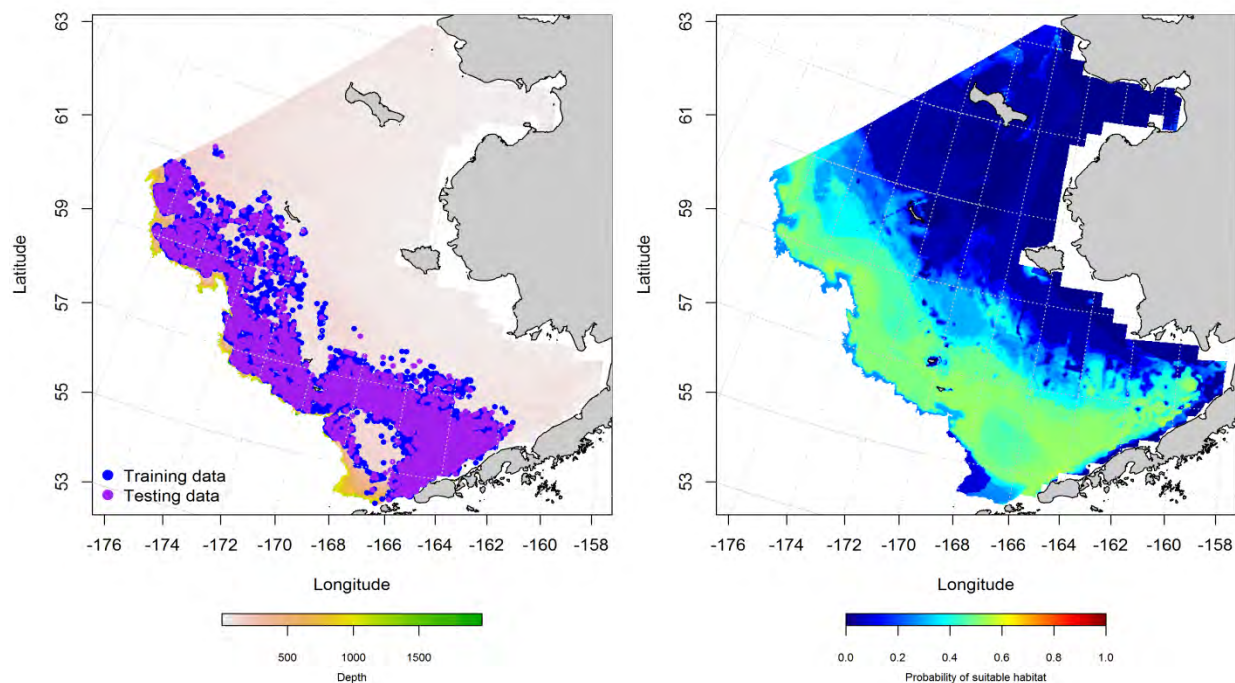 63
61
59
57
55
53
Latitude
Training data
Testing data
-176 -174 -172 -170 -168 -166 -164 -162 -160 -158
Longitude
500 1000 1500
Depth
63
61
59
57
55
53
Latitude
-176 -174 -172 -170 -168 -166 -164 -162 -160 -158
Longitude
0.0 0.2 0.4 0.6 0.8 1.0
Probability of suitable habitat